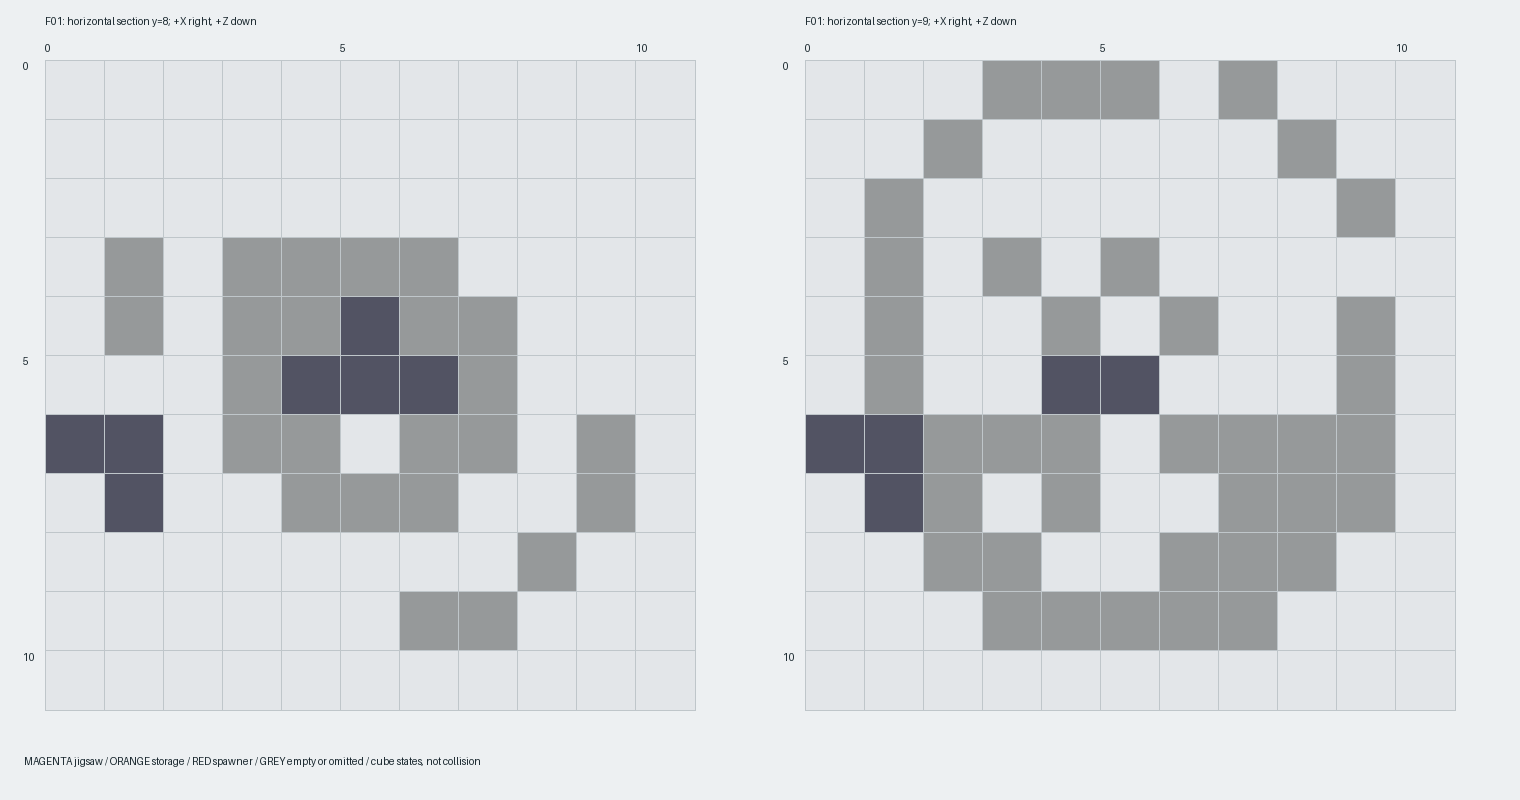 F01: horizontal section y=8; +X right, +Z down
F01: horizontal section y=9; +X right, +Z down
0 5 10
0 5 10
0
0
5
5
10
10
MAGENTA jigsaw / ORANGE storage / RED spawner / GREY empty or omitted / cube states, not collision